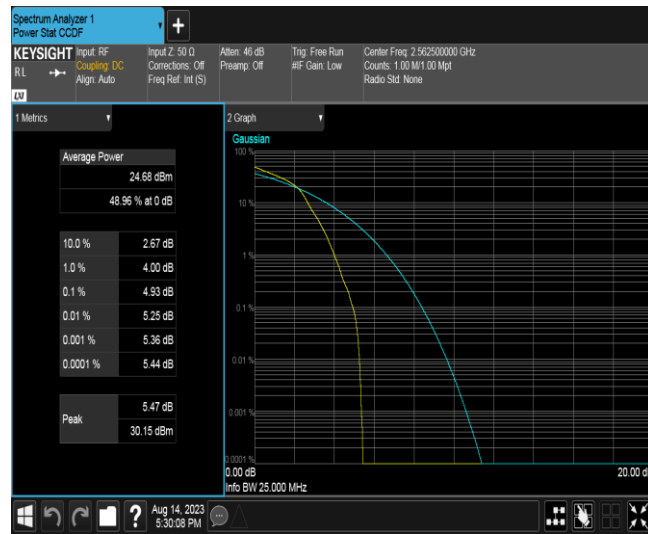 Spectrum Analyzer 1
Power Stat CCDF
+
KEYSIGHT
RL
LXI
Input: RF
Coupling: DC
Align: Auto
Input Z: 50 Ω
Corrections: Off
Freq Ref: Int (S)
Atten: 46 dB
Preamp: Off
Trig: Free Run
#IF Gain: Low
Center Freq: 2.562500000 GHz
Counts: 1.00 M/1.00 Mpt
Radio Std: None
1 Metrics
Average Power
24.68 dBm
48.96 % at 0 dB
10.0 % 2.67 dB
1.0 % 4.00 dB
0.1 % 4.93 dB
0.01 % 5.25 dB
0.001 % 5.36 dB
0.0001 % 5.44 dB
Peak
5.47 dB
30.15 dBm
2 Graph
Gaussian
100 %
10 %
1 %
0.1 %
0.01 %
0.001 %
0.0001 %
0.00 dB
20.00 d
Info BW 25.000 MHz
?
Aug 14, 2023
5:30:08 PM